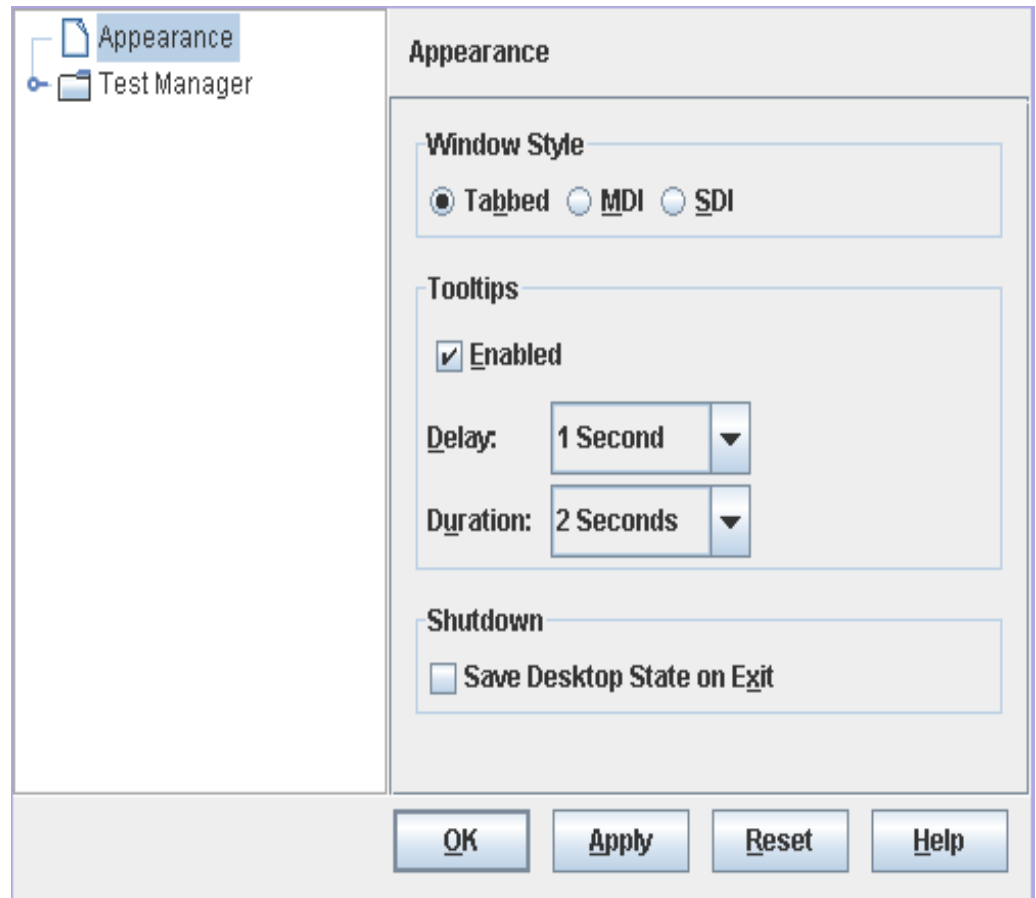 Appearance
Test Manager
Appearance
Window Style
Tabbed MDI SDI
Tooltips
Enabled
Delay: 1 Second
Duration: 2 Seconds
Shutdown
Save Desktop State on Exit
OK Apply Reset Help